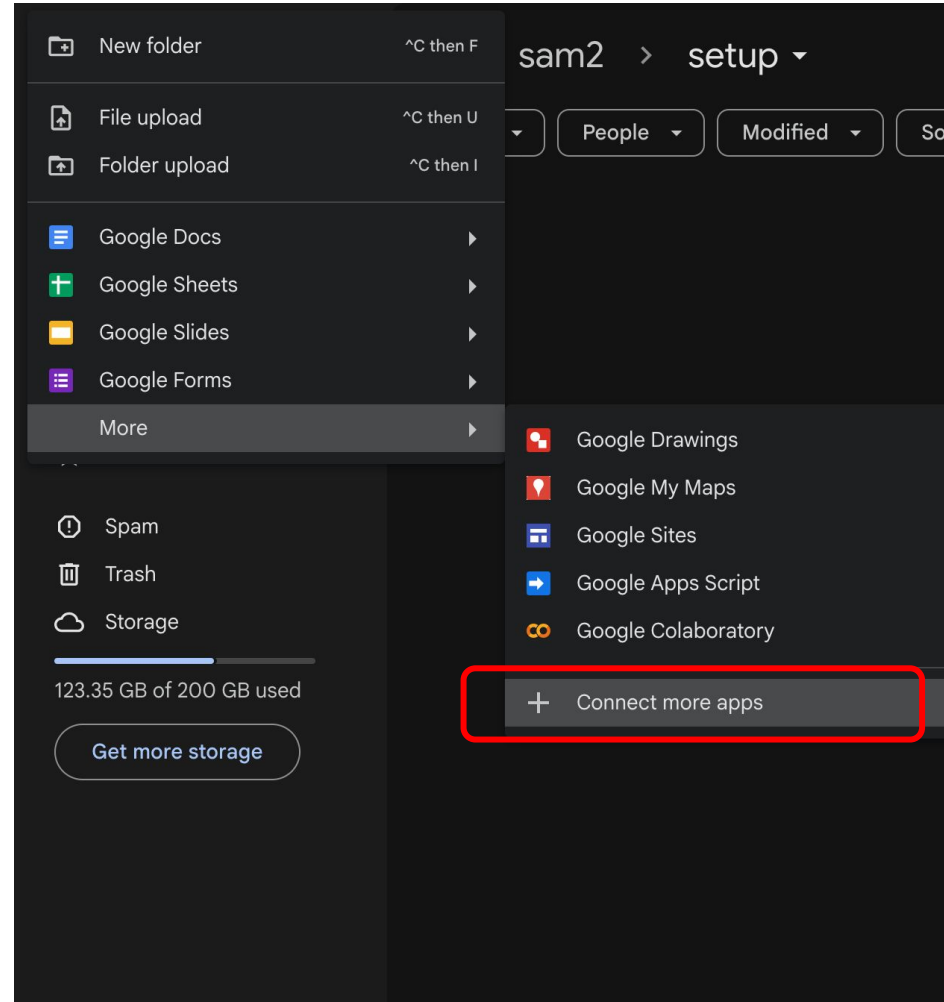 New folder ^C then F
File upload ^C then U
Folder upload ^C then I
Google Docs
Google Sheets
Google Slides
Google Forms
More
Spam
Trash
Storage
123.35 GB of 200 GB used
Get more storage
sam2 > setup
People Modified So
Google Drawings
Google My Maps
Google Sites
Google Apps Script
Google Colaboratory
+ Connect more apps